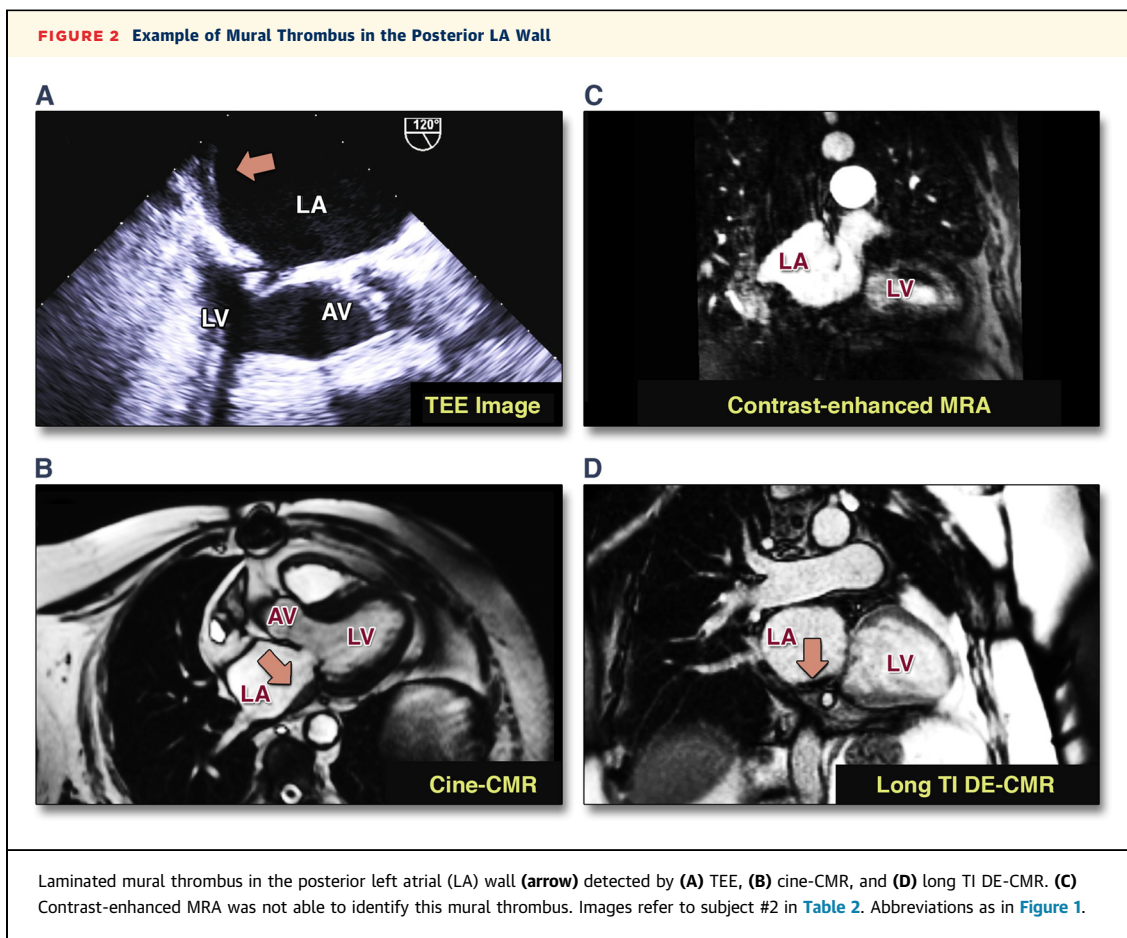 FIGURE 2 Example of Mural Thrombus in the Posterior LA Wall
A
120°
LA
LV
AV
TEE Image
C
LA
LV
Contrast-enhanced MRA
B
AV
LV
LA
Cine-CMR
D
LA
LV
Long TI DE-CMR
Laminated mural thrombus in the posterior left atrial (LA) wall (arrow) detected by (A) TEE, (B) cine-CMR, and (D) long TI DE-CMR. (C)
Contrast-enhanced MRA was not able to identify this mural thrombus. Images refer to subject #2 in Table 2. Abbreviations as in Figure 1.